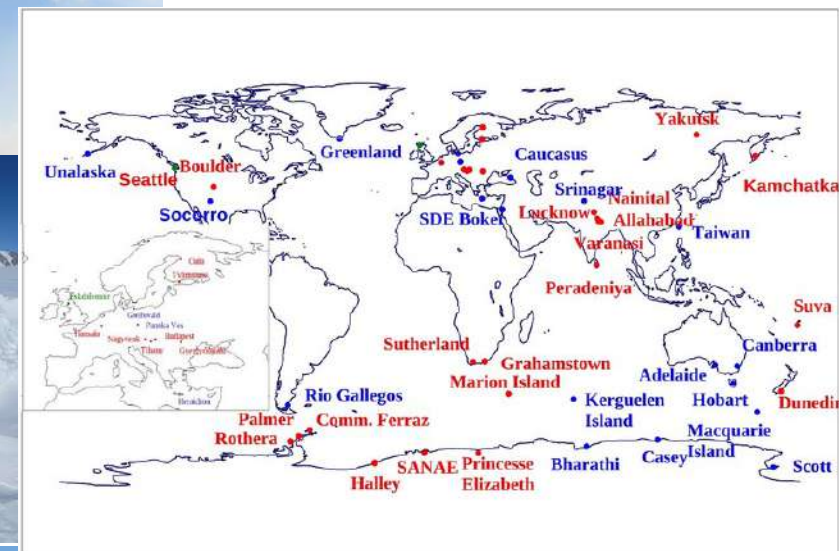 Yakutsk
Greenland
Caucasus
Unalaska
Boulder
Seattle
Kamchatka
Srinagar
Nainital
Socorro
SDE Boker
Lucknow
Allahabad
Taiwan
Varanasi
Peradeniya
Suva
Sutherland
Grahamstown
Canberra
Marion Island
Adelaide
Rio Gallegos
Kerguelen
Island
Hobart
Dunedin
Palmer
Comm. Ferraz
Macquarie
Island
Rothera
SANAE
Princesse
Elizabeth
Bharathi
Casey
Scott
Halley
Budapest
Tihany
Heraklion